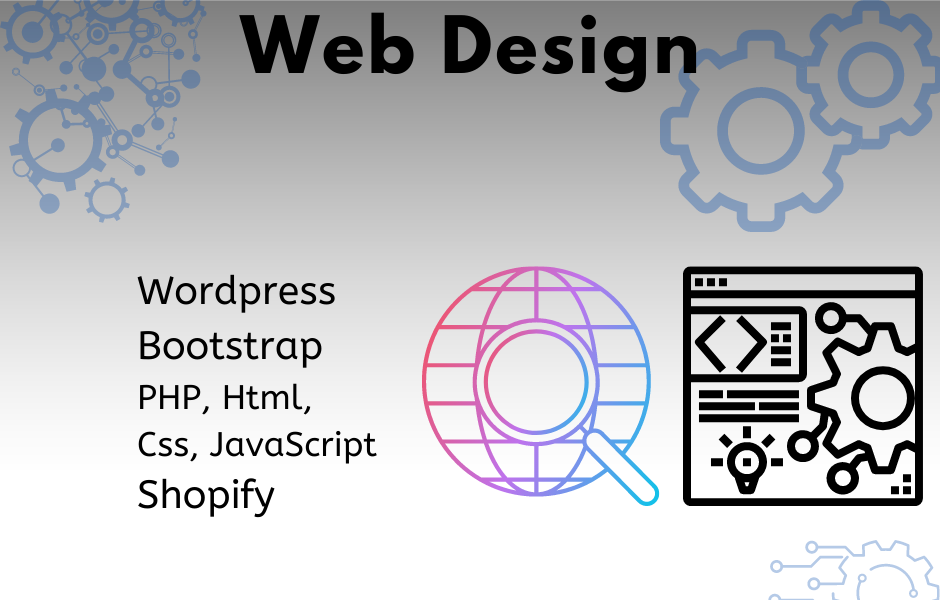 Web Design
Wordpress
Bootstrap
PHP, Html,
Css, JavaScript
Shopify